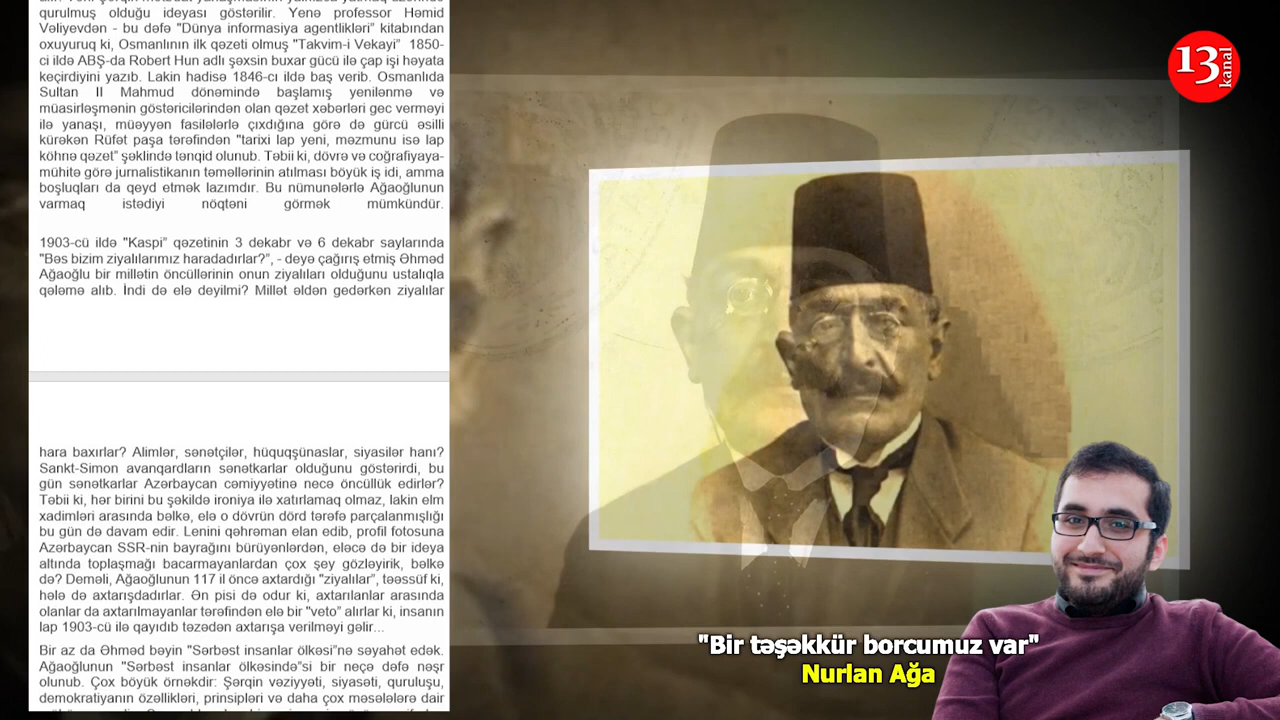 qurulmuş olduğu ideyası göstərilir. Yenə professor Həmid
Vəliyevdən - bu dəfə "Dünya informasiya agentlikləri" kitabından
oxuyuruq ki, Osmanlının ilk qəzeti olmuş "Takvim-i Vekayi" 1850-
ci ildə ABŞ-da Robert Hun adlı şəxsin buxar gücü ilə çap işi həyata
keçirdiyini yazıb. Lakin hadisə 1846-cı ildə baş verib. Osmanlıda
Sultan II Mahmud dönəmində başlamış yenilənmə və
müasirləşmənin göstəricilərindən olan qəzet xəbərləri gec verməyi
ilə yanaşı, müəyyən fasilələrlə çıxdığına görə də gürcü əsilli
kürəkən Rüfət paşa tərəfindən "tarixi lap yeni, məzmunu isə lap
köhnə qəzet" şəklində tənqid olunub. Təbii ki, dövrə və coğrafiyaya-
mühitə görə jurnalistikanın təməllərinin atılması böyük iş idi, amma
boşluqları da qeyd etmək lazımdır. Bu nümunələrlə Ağaoğlunun
varmaq istədiyi nöqtəni görmək mümkündür.
1903-cü ildə "Kaspi" qəzetinin 3 dekabr və 6 dekabr saylarında
"Bəs bizim ziyalılarımız haradadırlar?", - deyə çağırış etmiş Əhməd
Ağaoğlu bir millətin öncüllərinin onun ziyalıları olduğunu ustalıqla
qələmə alıb. İndi də elə deyilmi? Millət əldən gedərkən ziyalılar
hara baxırlar? Alimlər, sənətçilər, hüquqşünaslar, siyasilər hanı?
Sankt-Simon avanqardların sənətkarlar olduğunu göstərirdi, bu
gün sənətkarlar Azərbaycan cəmiyyətinə necə öncüllük edirlər?
Təbii ki, hər birini bu şəkildə ironiya ilə xatırlamaq olmaz, lakin elm
xadimləri arasında bəlkə, elə o dövrün dörd tərəfə parçalanmışlığı
bu gün də davam edir. Lenini qəhrəman elan edib, profil fotosuna
Azərbaycan SSR-nin bayrağını bürüyənlərdən, eləcə də bir ideya
altında toplaşmağı bacarmayanlardan çox şey gözləyirik, bəlkə
də? Deməli, Ağaoğlunun 117 il öncə axtardığı "ziyalılar", təəssüf ki,
hələ də axtarışdadırlar. Ən pisi də odur ki, axtarılanlar arasında
olanlar da axtarılmayanlar tərəfindən elə bir "veto" alırlar ki, insanın
lap 1903-cü ilə qayıdıb təzədən axtarışa verilməyi gəlir...
Bir az da Əhməd bəyin "Sərbəst insanlar ölkəsi"nə səyahət edək.
Ağaoğlunun "Sərbəst insanlar ölkəsində"si bir neçə dəfə nəşr
olunub. Çox böyük örnəkdir: Şərqin vəziyyəti, siyasəti, quruluşu,
demokratiyanın özəllikləri, prinsipləri və daha çox məsələlərə dair
13
kanal
"Bir təşəkkür borcumuz var"
Nurlan Ağa